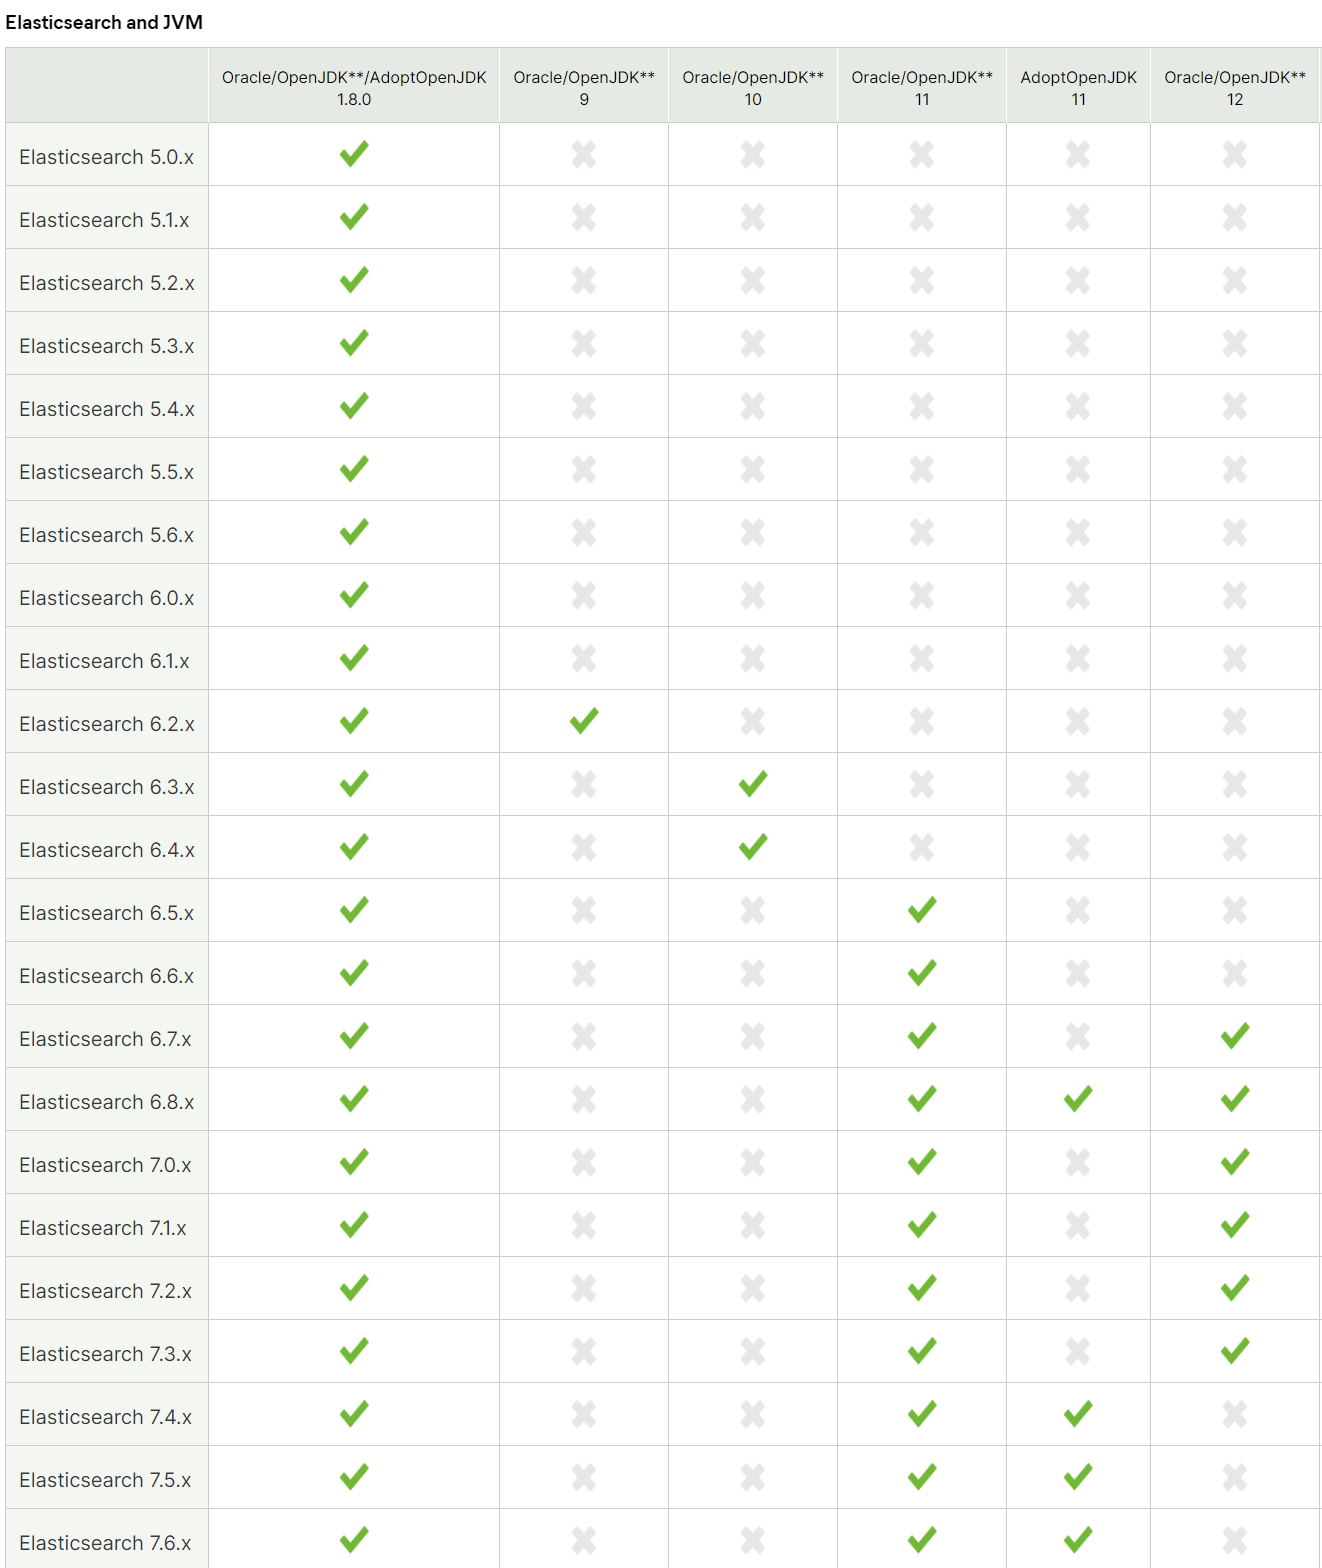 Elasticsearch and JVM
Oracle/OpenJDK**/AdoptOpenJDK
1.8.0
Oracle/OpenJDK**
9
Oracle/OpenJDK**
10
Oracle/OpenJDK**
11
AdoptOpenJDK
11
Oracle/OpenJDK**
12
Elasticsearch 5.0.x
Elasticsearch 5.1.x
Elasticsearch 5.2.x
Elasticsearch 5.3.x
Elasticsearch 5.4.x
Elasticsearch 5.5.x
Elasticsearch 5.6.x
Elasticsearch 6.0.x
Elasticsearch 6.1.x
Elasticsearch 6.2.x
Elasticsearch 6.3.x
Elasticsearch 6.4.x
Elasticsearch 6.5.x
Elasticsearch 6.6.x
Elasticsearch 6.7.x
Elasticsearch 6.8.x
Elasticsearch 7.0.x
Elasticsearch 7.1.x
Elasticsearch 7.2.x
Elasticsearch 7.3.x
Elasticsearch 7.4.x
Elasticsearch 7.5.x
Elasticsearch 7.6.x